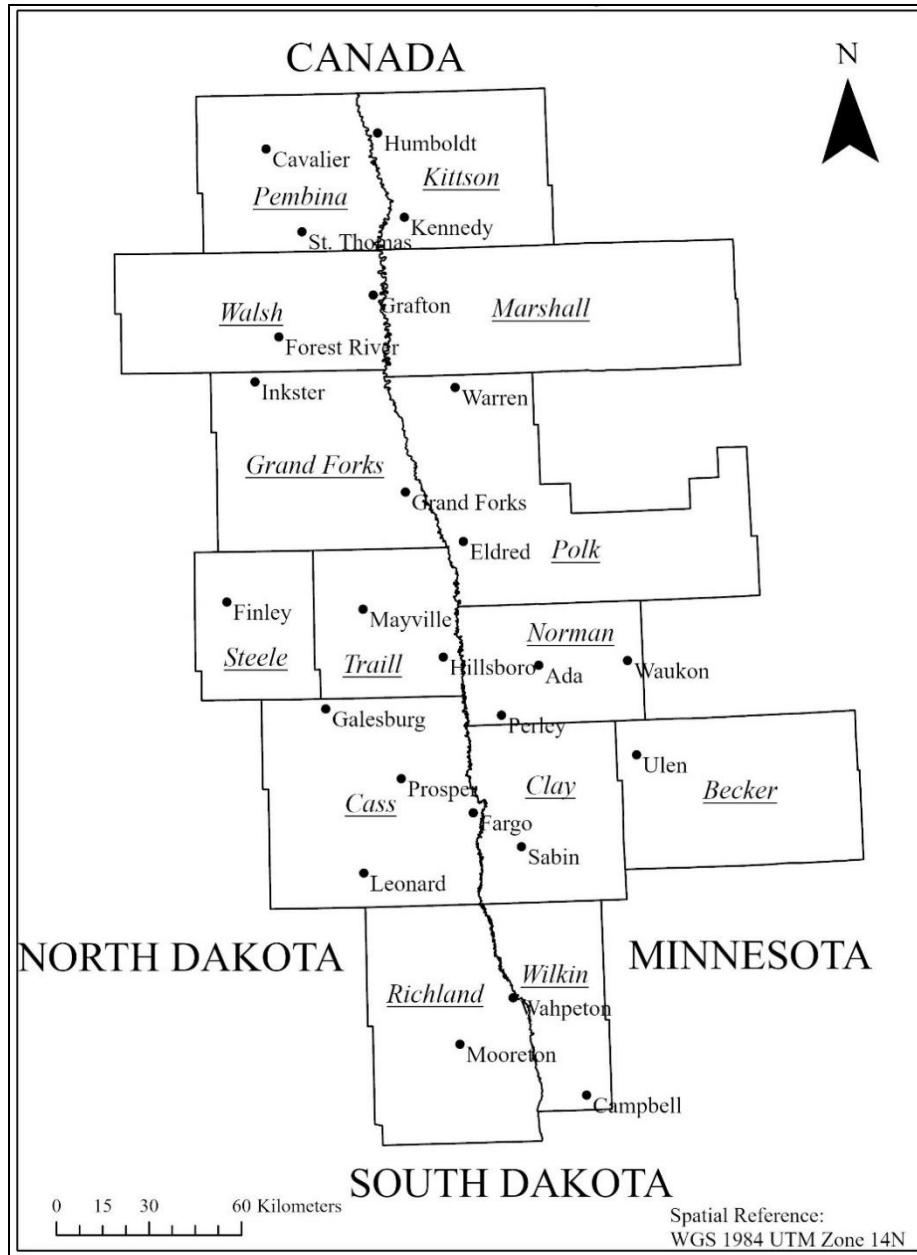 CANADA
N
Humboldt
Cavalier
Kittson
Pembina
Kennedy
St. Thomas
Grafton
Walsh
Marshall
Forest River
Inkster
Warren
Grand Forks
Grand Forks
Eldred
Polk
Finley
Mayville
Norman
Steele
Traill
Hillsboro
Ada
Waukon
Galesburg
Perley
Ulen
Prosper
Clay
Becker
Cass
Fargo
Sabin
Leonard
NORTH DAKOTA
MINNESOTA
Wilkin
Richland
Wahpeton
Mooreton
Campbell
SOUTH DAKOTA
0 15 30 60 Kilometers
Spatial Reference:
WGS 1984 UTM Zone 14N